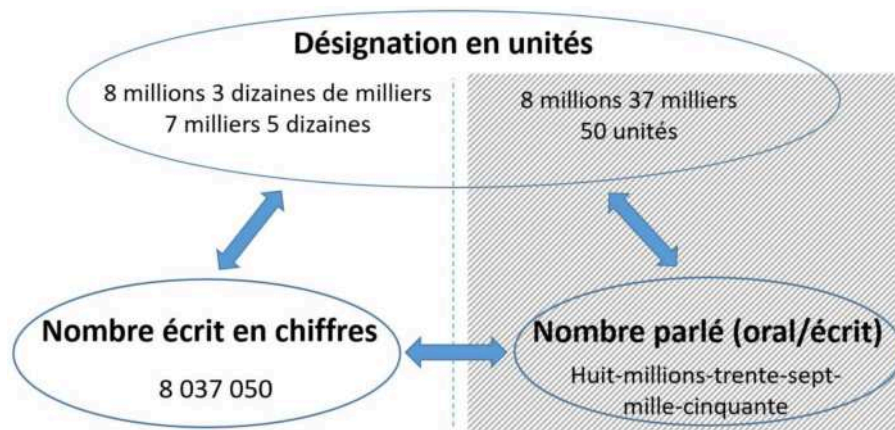 Désignation en unités
8 millions 3 dizaines de milliers
7 milliers 5 dizaines
8 millions 37 milliers
50 unités
Nombre écrit en chiffres
8 037 050
Nombre parlé (oral/écrit)
Huit-millions-trente-sept-
mille-cinquante